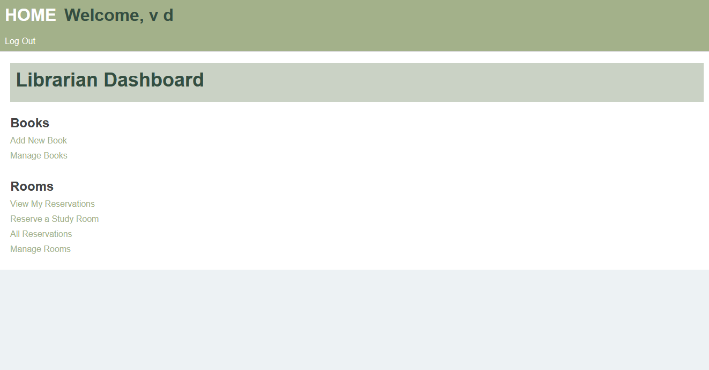 HOME Welcome, v d
Log Out
Librarian Dashboard
Books
Add New Book
Manage Books
Rooms
View My Reservations
Reserve a Study Room
All Reservations
Manage Rooms